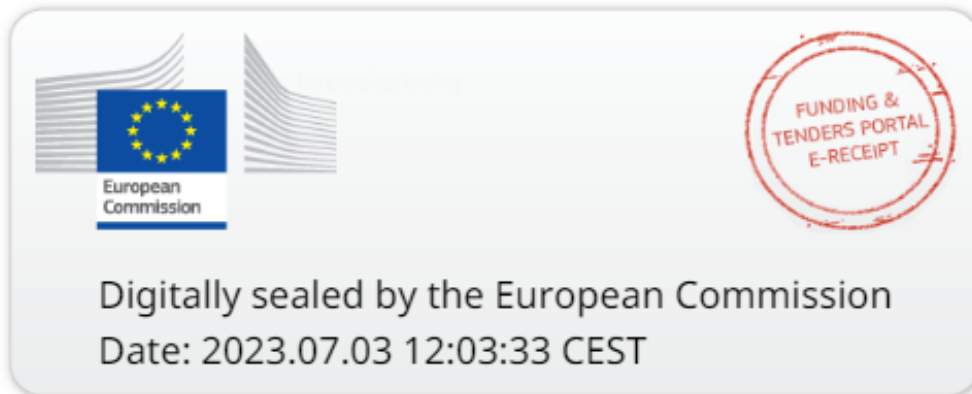 European
Commission
FUNDING &
TENDERS PORTAL
E-RECEIPT
Digitally sealed by the European Commission
Date: 2023.07.03 12:03:33 CEST